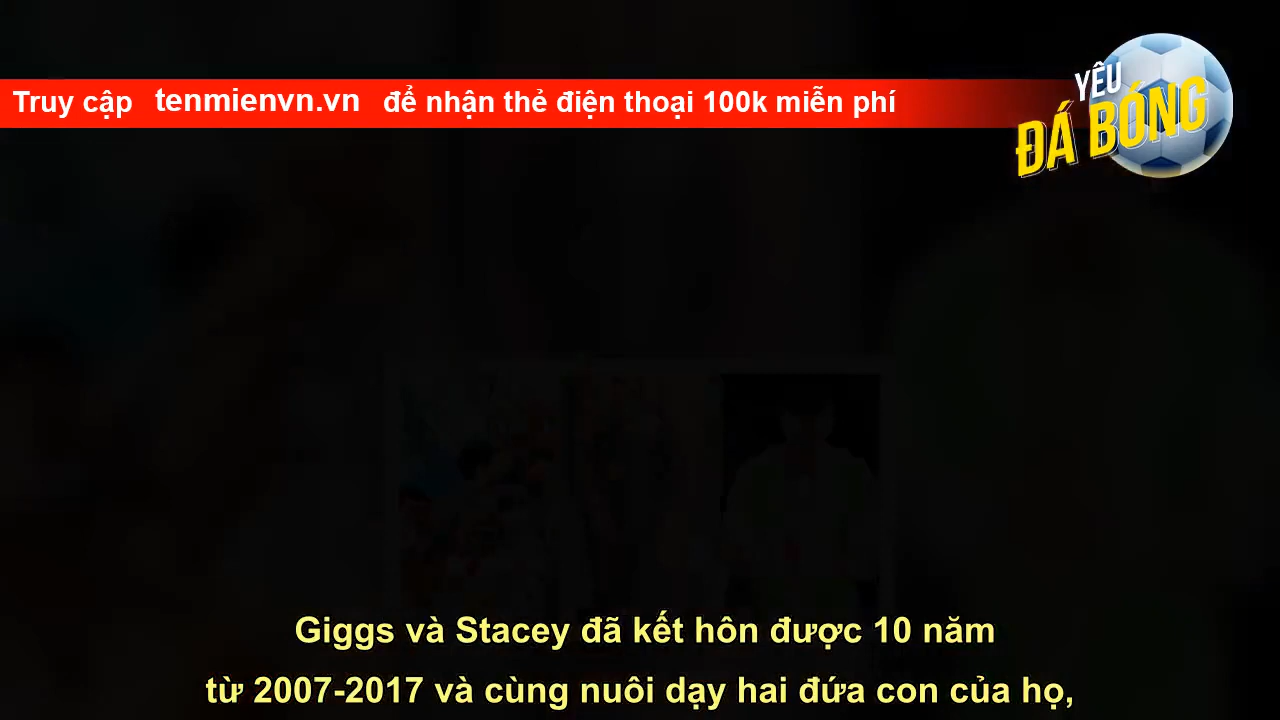 Truy cập tenmienvn.vn để nhận thẻ điện thoại 100k miễn phí
YÊU
ĐÁ BÓNG
Giggs và Stacey đã kết hôn được 10 năm
từ 2007-2017 và cùng nuôi dạy hai đứa con của họ,